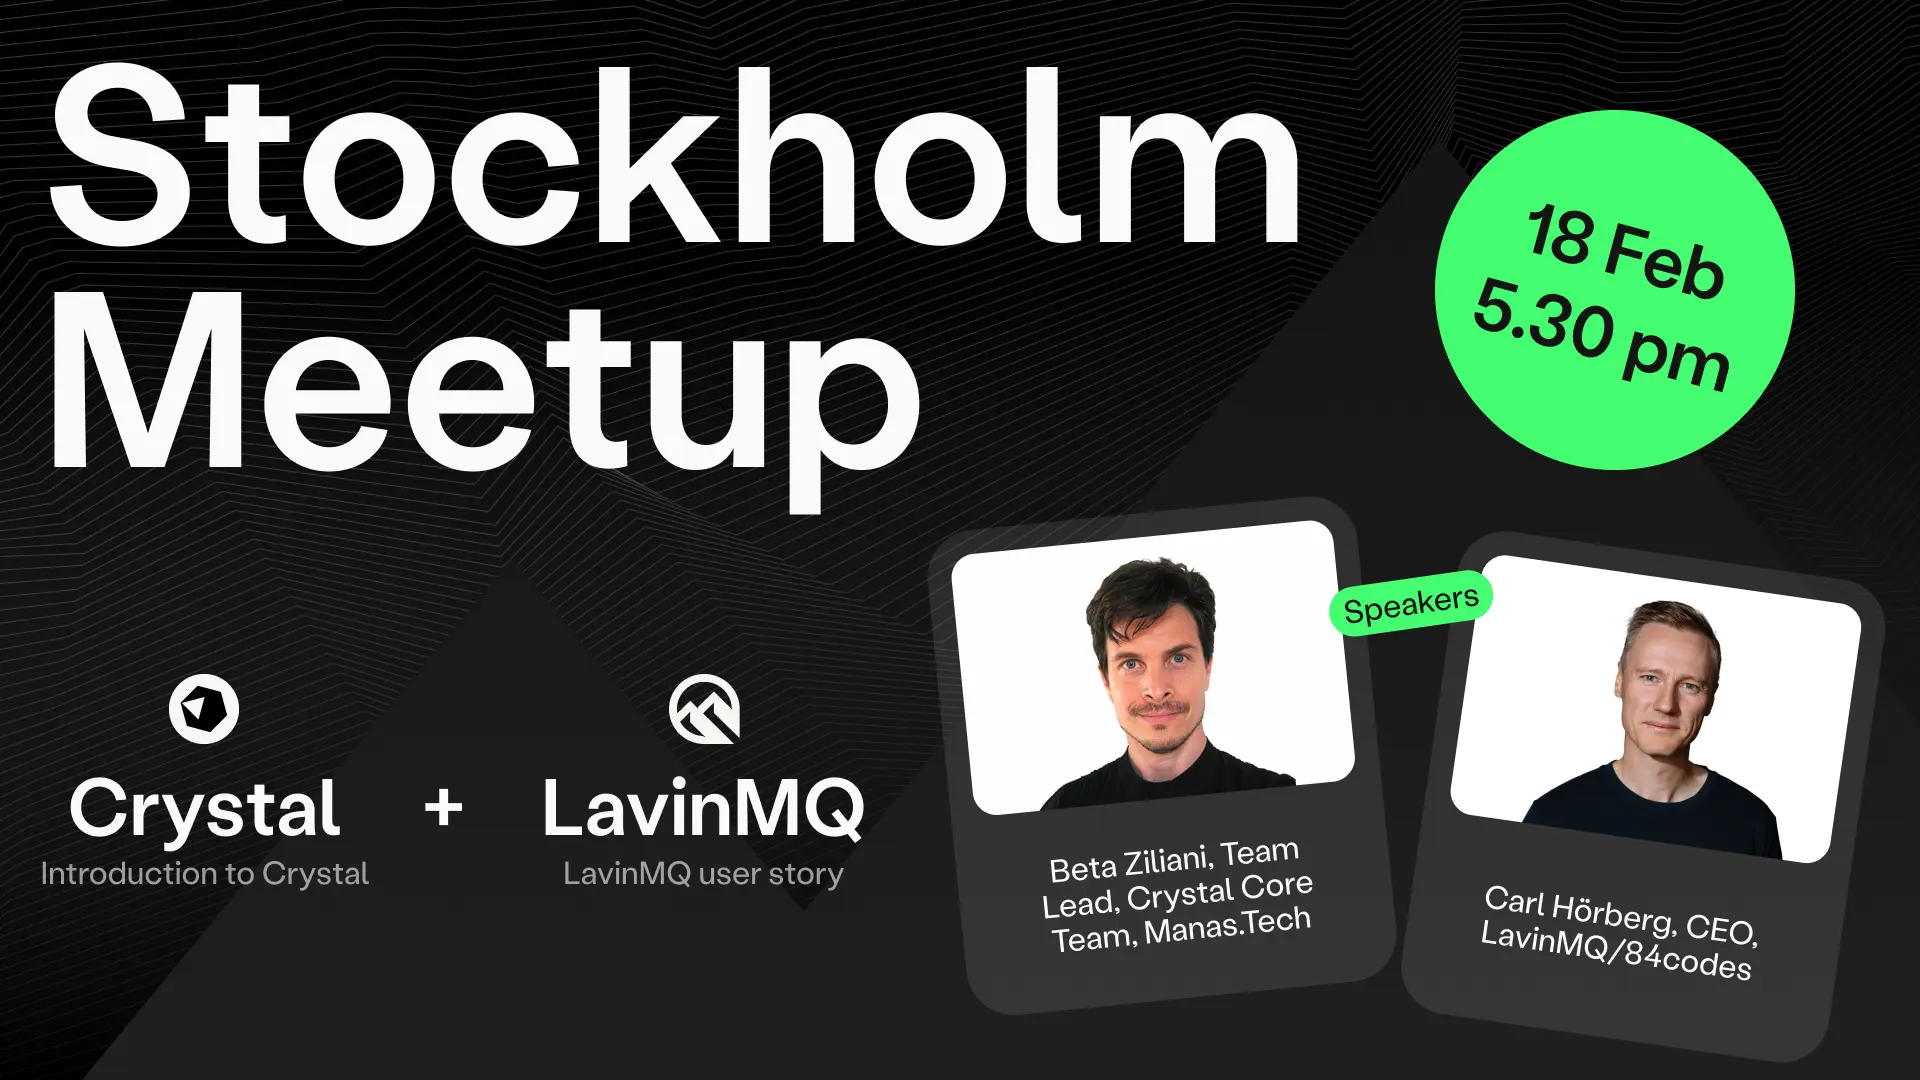 Stockholm
Meetup
18 Feb
5.30 pm
Crystal
Introduction to Crystal
+
LavinMQ
LavinMQ user story
Speakers
Beta Ziliani, Team
Lead, Crystal Core
Team, Manas.Tech
Carl Hörberg, CEO,
LavinMQ/84codes